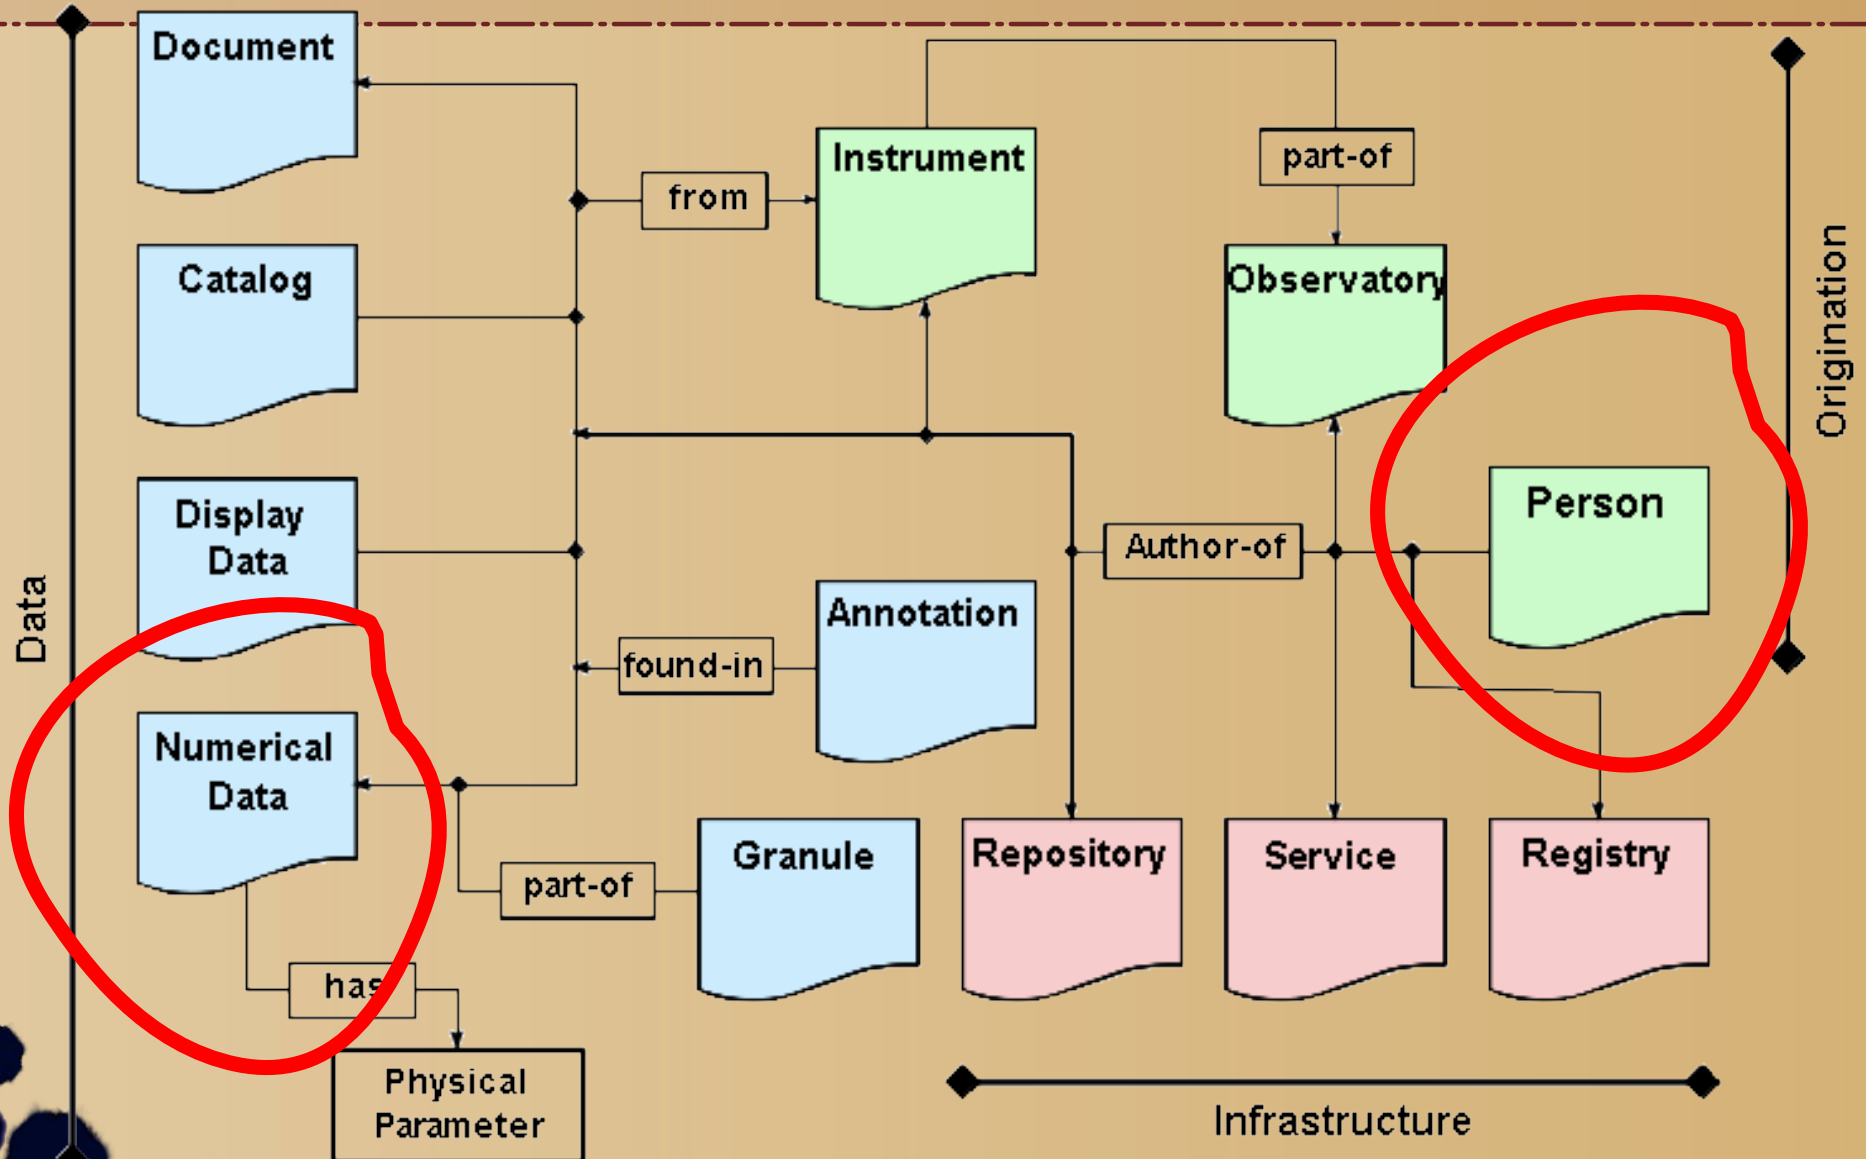 Document
Instrument
part-of
from
Catalog
Observatory
Origination
Display
Data
Person
Author-of
Data
Annotation
found-in
Numerical
Data
Granule
Repository
Service
Registry
part-of
has
Physical
Parameter
Infrastructure